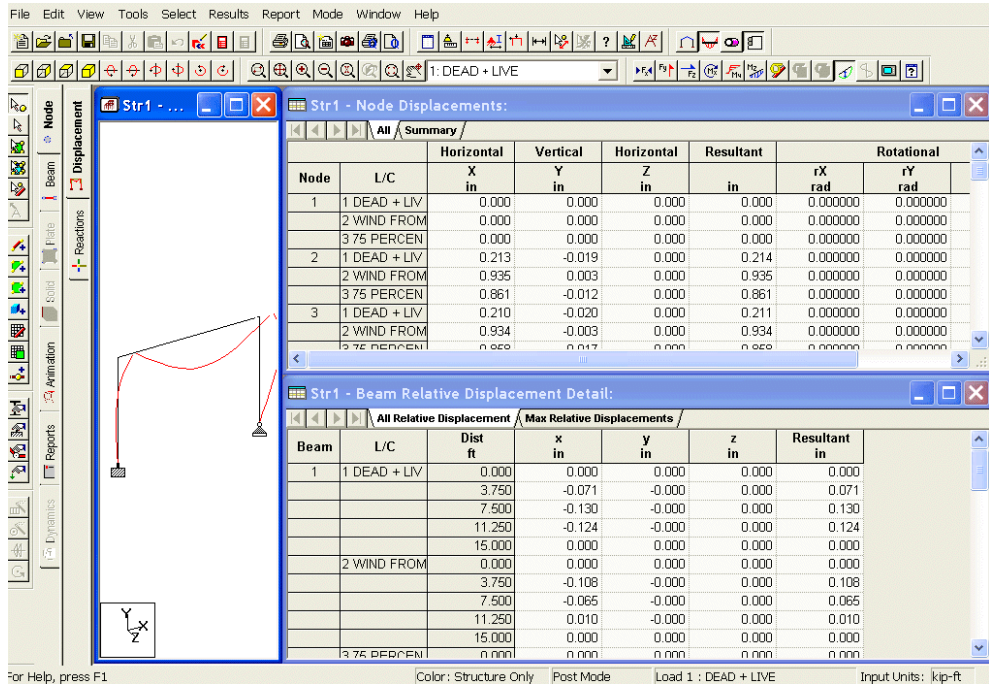 File Edit View Tools Select Results Report Mode Window Help
1: DEAD + LIVE
Node
Beam
Plate
Solid
Animation
Reports
Dynamics
Displacement
Reactions
Str1 - ...
Y
X
Z
Str1 - Node Displacements:
All Summary
Horizontal Vertical Horizontal Resultant Rotational
Node L/C X in Y in Z in in rX rad rY rad
1 1 DEAD + LIV 0.000 0.000 0.000 0.000 0.000000 0.000000
2 WIND FROM 0.000 0.000 0.000 0.000 0.000000 0.000000
3 75 PERCEN 0.000 0.000 0.000 0.000 0.000000 0.000000
2 1 DEAD + LIV 0.213 -0.019 0.000 0.214 0.000000 0.000000
2 WIND FROM 0.935 0.003 0.000 0.935 0.000000 0.000000
3 75 PERCEN 0.861 -0.012 0.000 0.861 0.000000 0.000000
3 1 DEAD + LIV 0.210 -0.020 0.000 0.211 0.000000 0.000000
2 WIND FROM 0.934 -0.003 0.000 0.934 0.000000 0.000000
Str1 - Beam Relative Displacement Detail:
All Relative Displacement Max Relative Displacements
Beam L/C Dist ft x in y in z in Resultant in
1 1 DEAD + LIV 0.000 0.000 0.000 0.000 0.000
3.750 -0.071 -0.000 0.000 0.071
7.500 -0.130 -0.000 0.000 0.130
11.250 -0.124 -0.000 0.000 0.124
15.000 0.000 0.000 0.000 0.000
2 WIND FROM 0.000 0.000 0.000 0.000 0.000
3.750 -0.108 -0.000 0.000 0.108
7.500 -0.065 -0.000 0.000 0.065
11.250 0.010 -0.000 0.000 0.010
15.000 0.000 0.000 0.000 0.000
3 75 PERCEN 0.000 0.000 0.000 0.000 0.000
For Help, press F1 Color: Structure Only Post Mode Load 1 : DEAD + LIVE Input Units: kip-ft